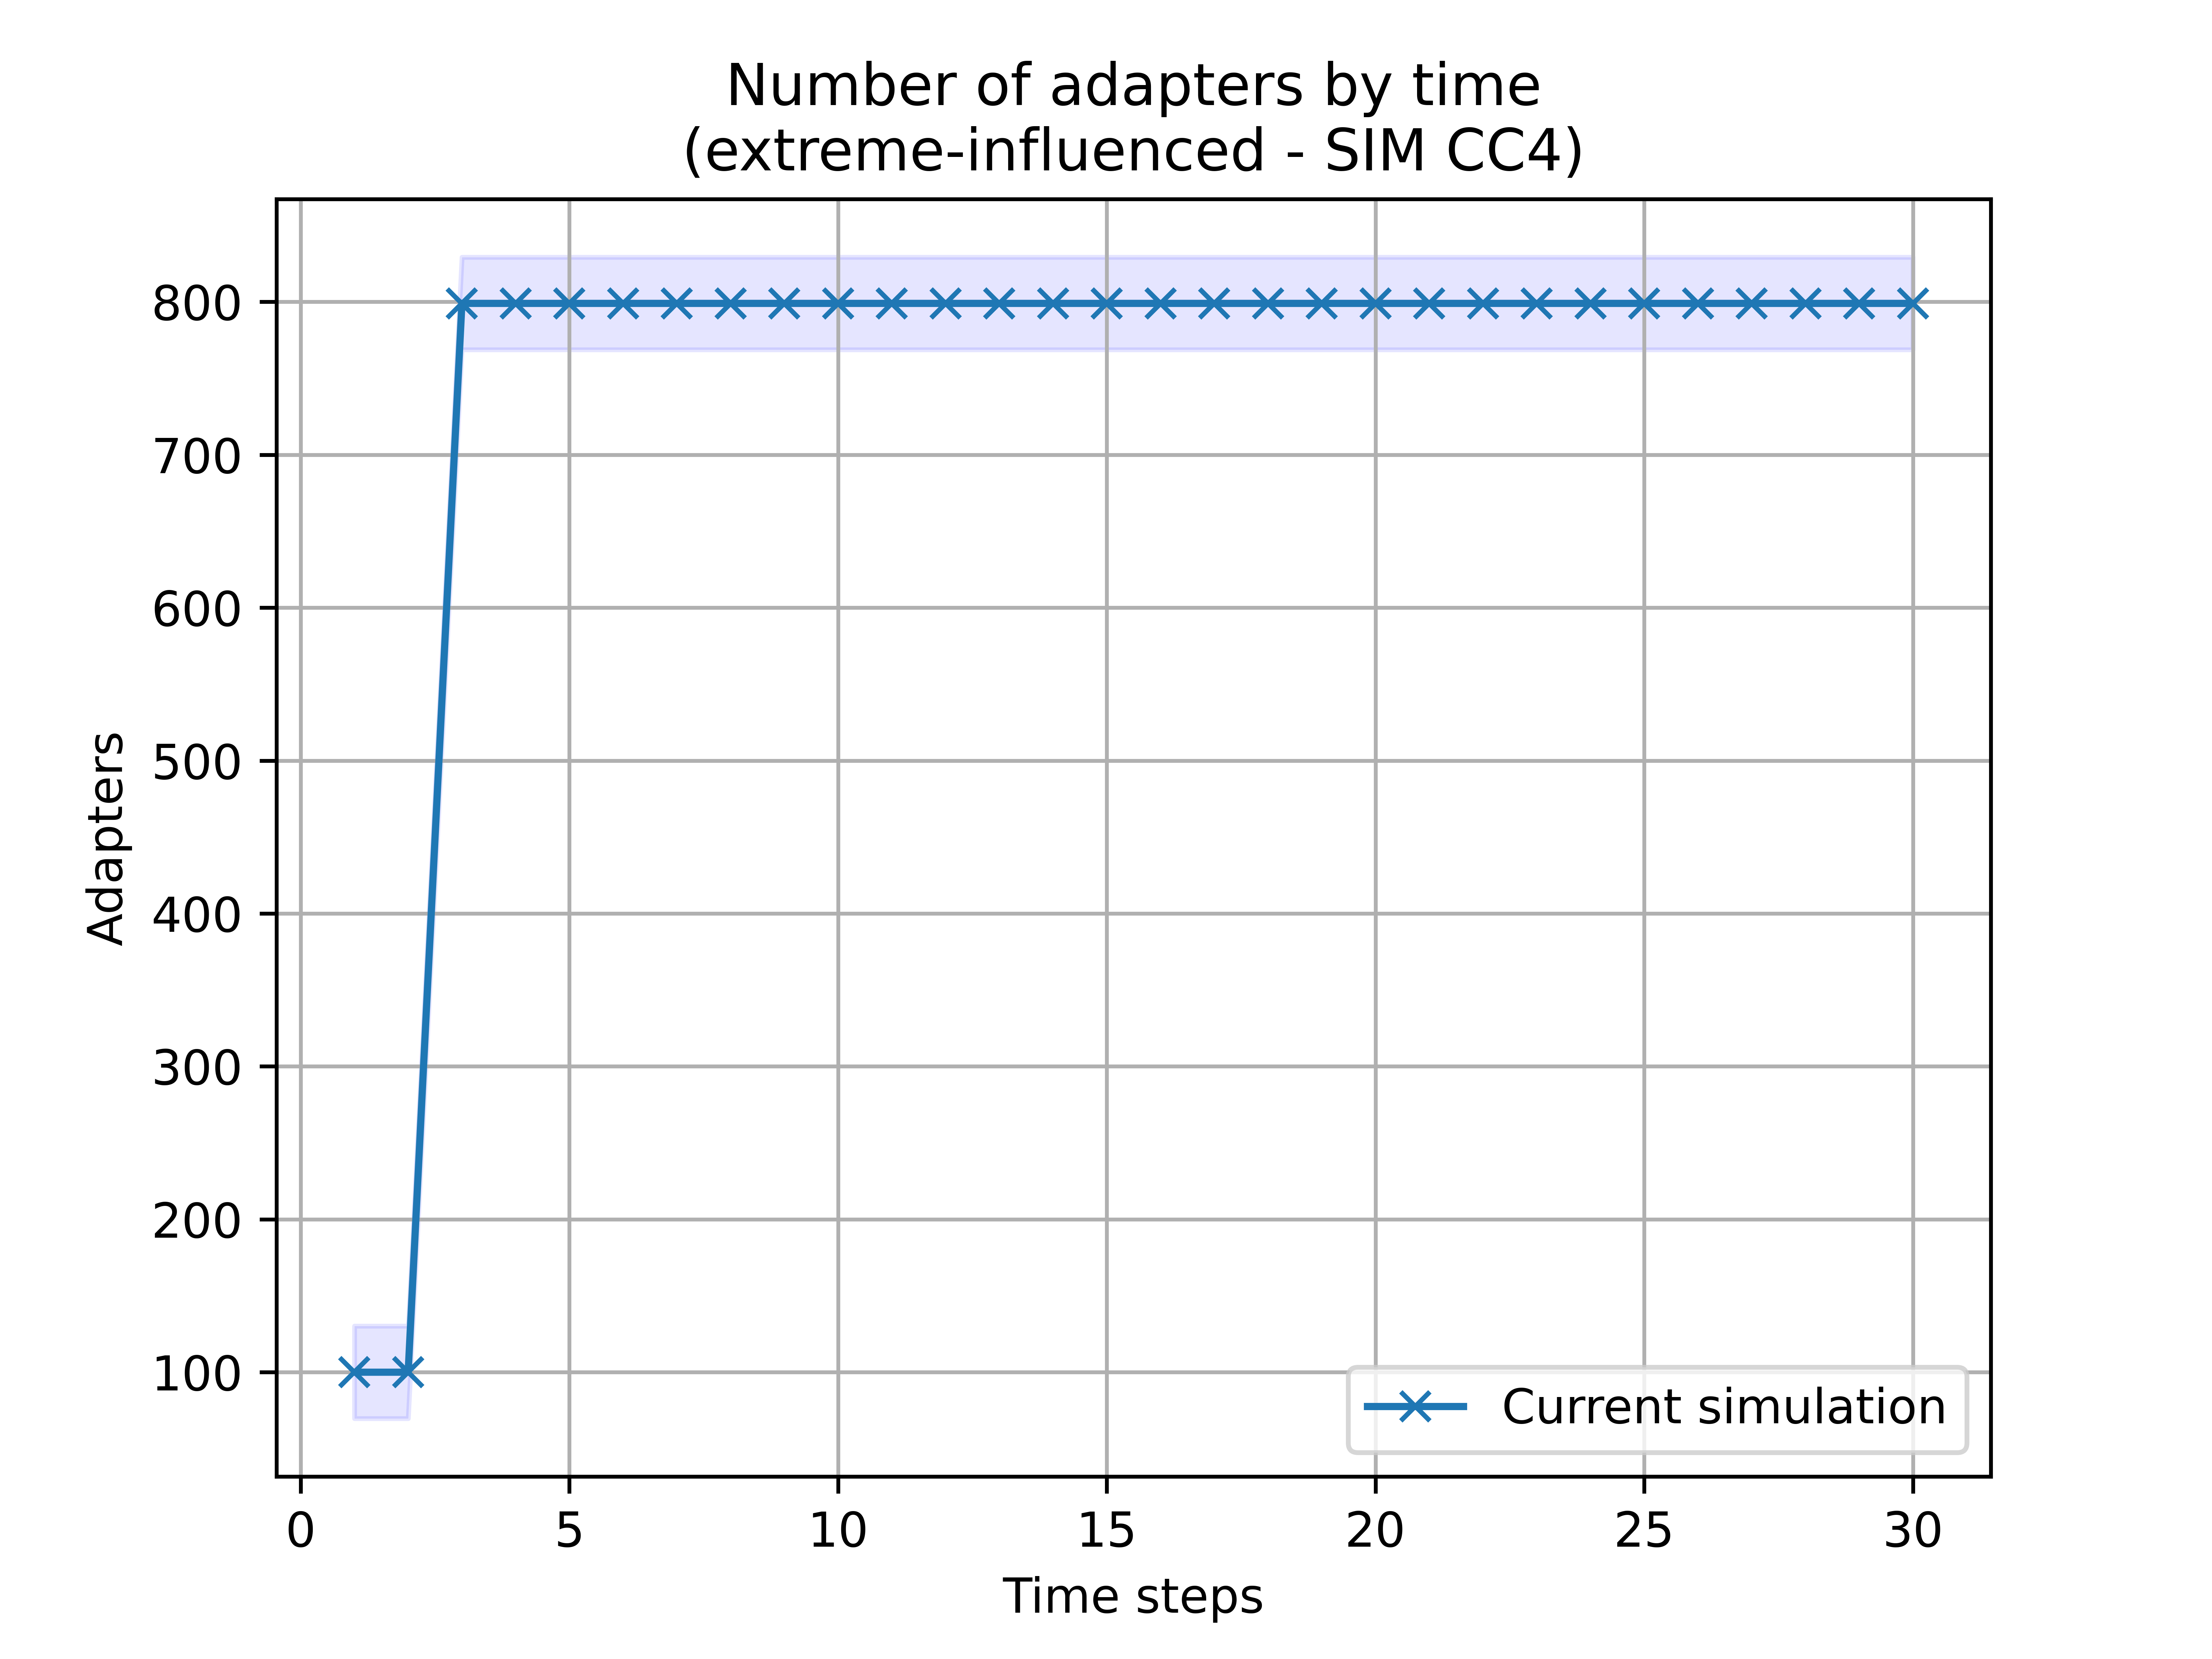 Number of adapters by time
(extreme-influenced - SIM CC4)
Adapters
800
700
600
500
400
300
200
100
Current simulation
0 5 10 15 20 25 30
Time steps